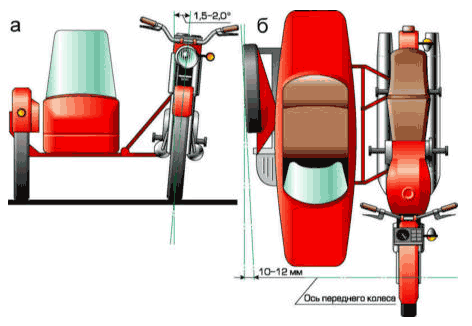 а
1,5-2,0°
б
10-12 мм
Ось переднего колеса